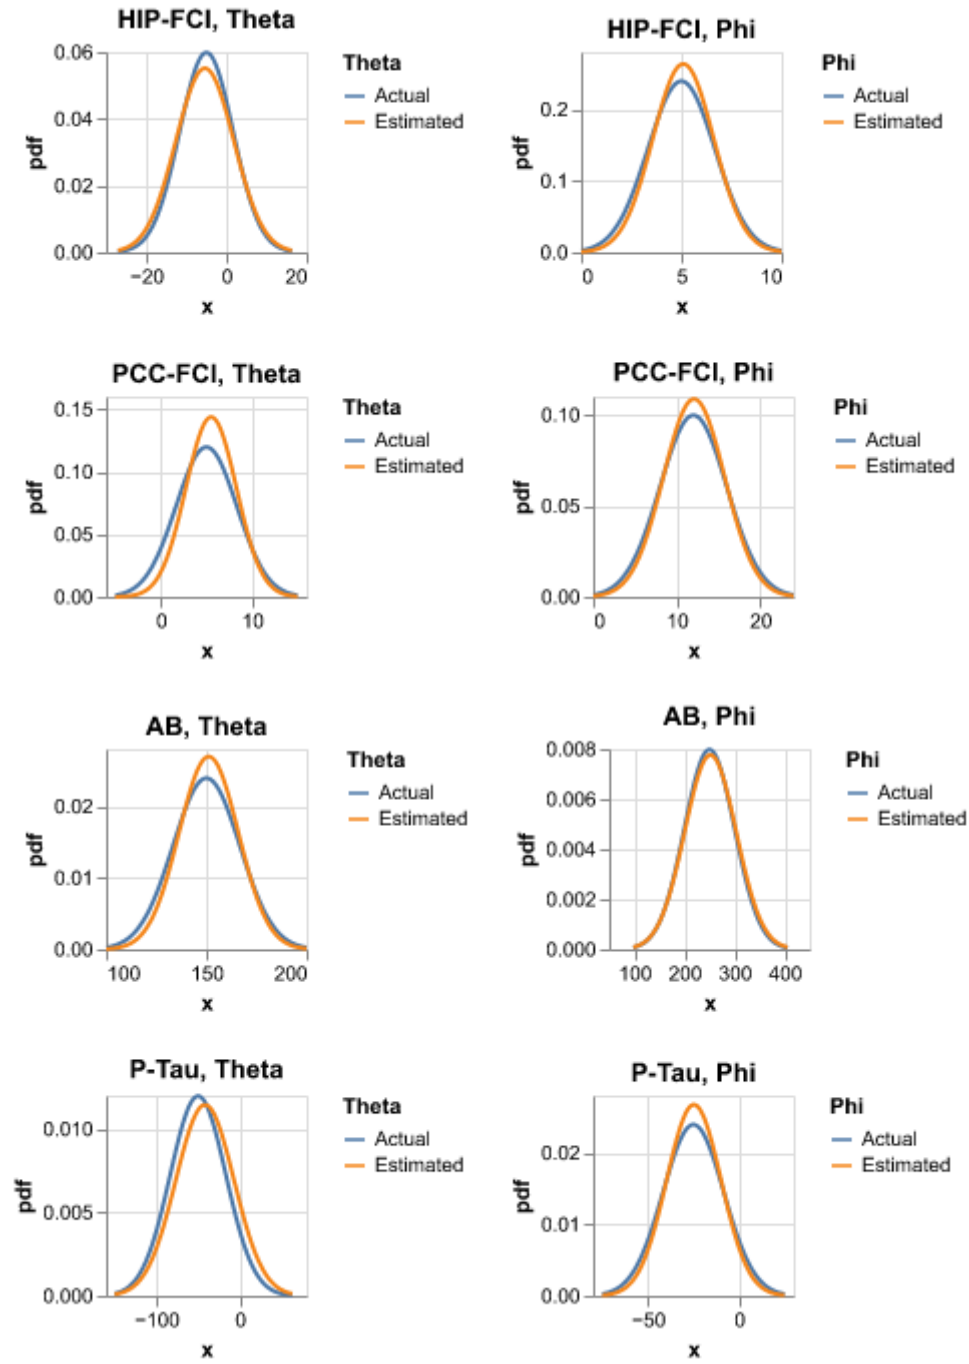 HIP-FCI, Theta
0.06
0.04
0.02
0.00
pdf
−20 0 20
x
Theta
Actual
Estimated
HIP-FCI, Phi
0.2
0.1
0.0
pdf
0 5 10
x
Phi
Actual
Estimated
PCC-FCI, Theta
0.15
0.10
0.05
0.00
pdf
0 10
x
Theta
Actual
Estimated
PCC-FCI, Phi
0.10
0.05
0.00
pdf
0 10 20
x
Phi
Actual
Estimated
AB, Theta
0.02
0.01
0.00
pdf
100 150 200
x
Theta
Actual
Estimated
AB, Phi
0.008
0.006
0.004
0.002
0.000
pdf
100 200 300 400
x
Phi
Actual
Estimated
P-Tau, Theta
0.010
0.005
0.000
pdf
−100 0
x
Theta
Actual
Estimated
P-Tau, Phi
0.02
0.01
0.00
pdf
−50 0
x
Phi
Actual
Estimated